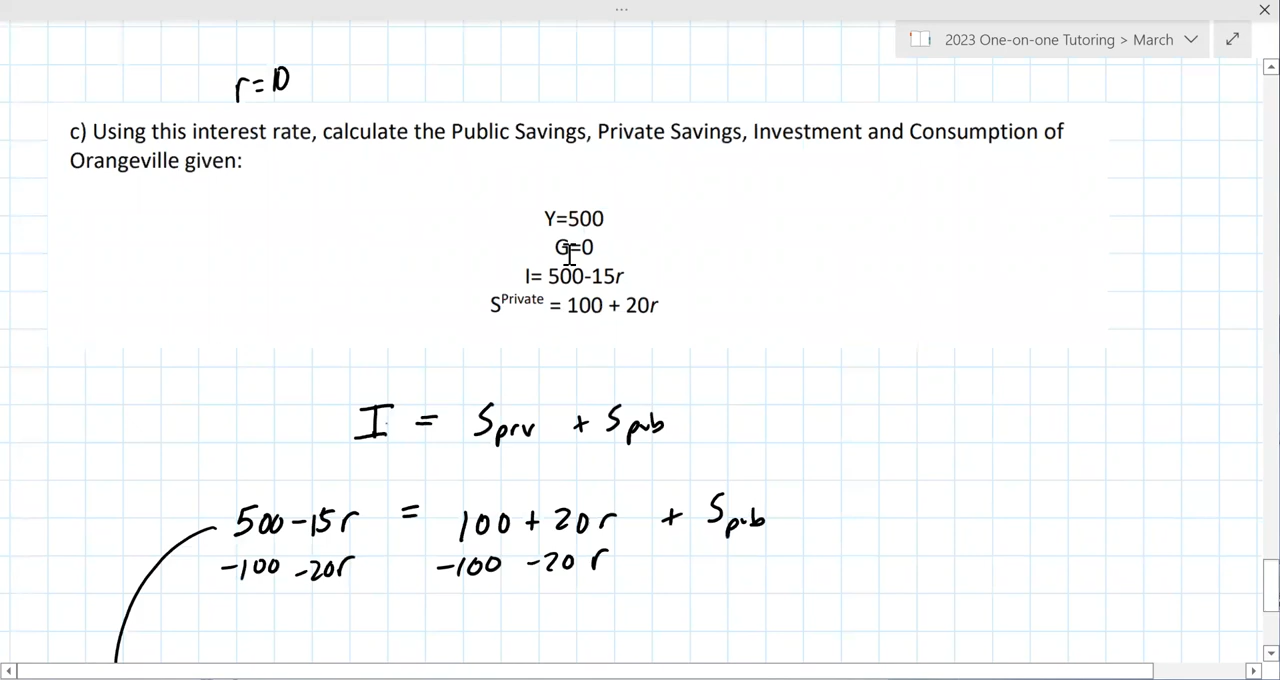 2023 One-on-one Tutoring > March
r=10
c) Using this interest rate, calculate the Public Savings, Private Savings, Investment and Consumption of
Orangeville given:
Y=500
G=0
I= 500-15r
SPrivate = 100 + 20r
I = Sprv + Spub
500 -15r = 100 + 20r + Spub
-100 -20r -100 -20 r